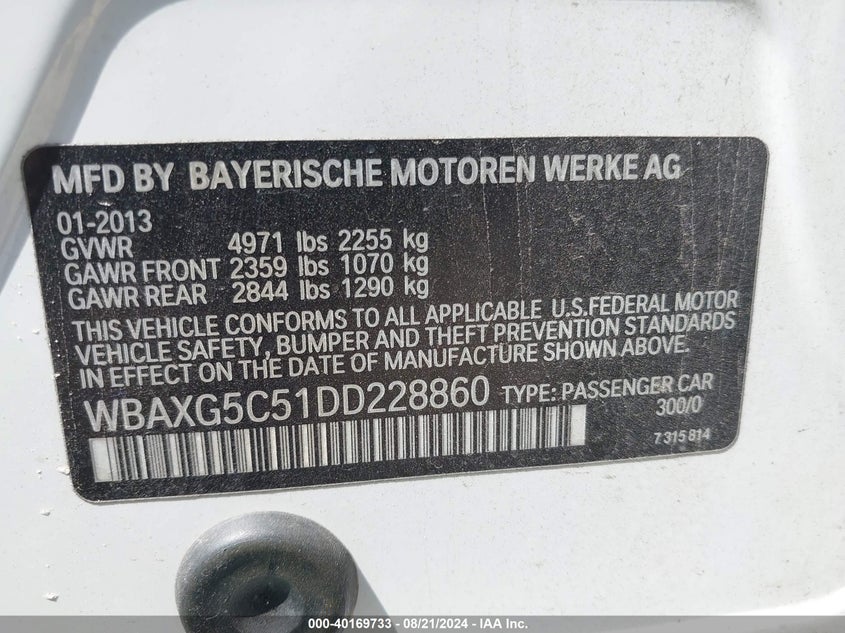 MFD BY BAYERISCHE MOTOREN WERKE AG
01-2013
GVWR 4971 lbs 2255 kg
GAWR FRONT 2359 lbs 1070 kg
GAWR REAR 2844 lbs 1290 kg
THIS VEHICLE CONFORMS TO ALL APPLICABLE U.S.FEDERAL MOTOR
VEHICLE SAFETY, BUMPER AND THEFT PREVENTION STANDARDS
IN EFFECT ON THE DATE OF MANUFACTURE SHOWN ABOVE.
WBAXG5C51DD228860 TYPE: PASSENGER CAR
300/0
7 315 814
000-40169733 - 08/21/2024 - IAA Inc.